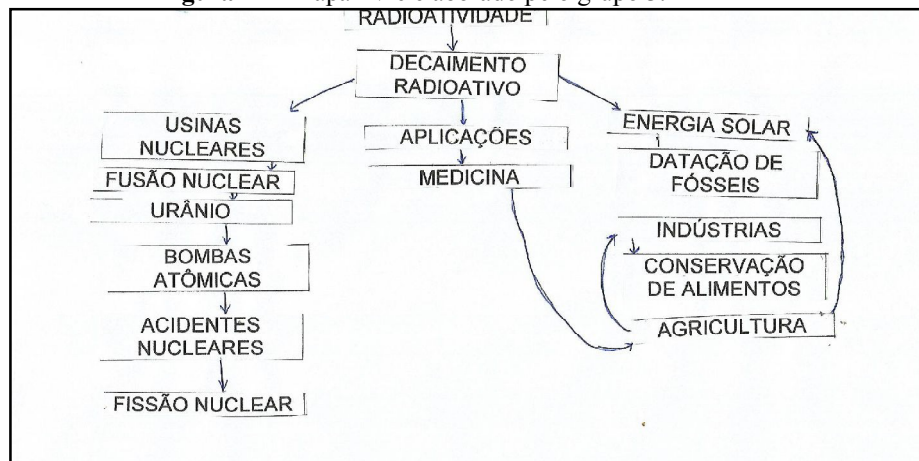 RADIOATIVIDADE
DECAIMENTO
RADIOATIVO
USINAS
NUCLEARES
FUSÃO NUCLEAR
URÂNIO
BOMBAS
ATÔMICAS
ACIDENTES
NUCLEARES
FISSÃO NUCLEAR
APLICAÇÕES
MEDICINA
ENERGIA SOLAR
DATAÇÃO DE
FÓSSEIS
INDÚSTRIAS
CONSERVAÇÃO
DE ALIMENTOS
AGRICULTURA